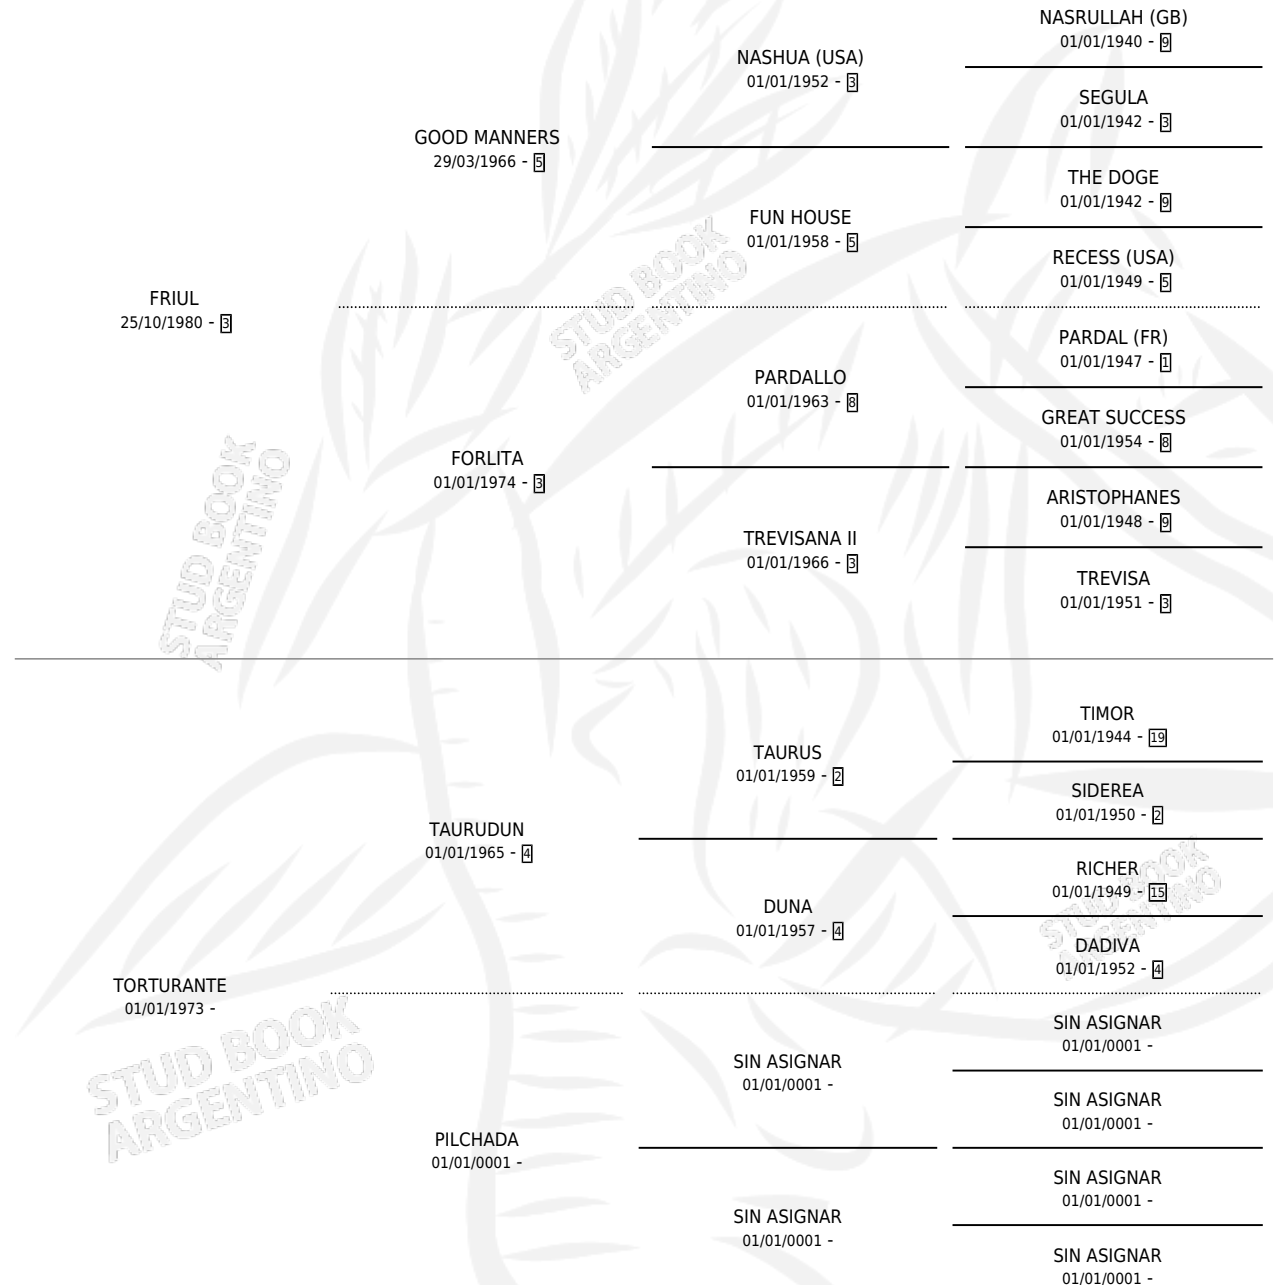 NASRULLAH (GB)
01/01/1940 - 9
NASHUA (USA)
01/01/1952 - 3
SEGULA
01/01/1942 - 3
GOOD MANNERS
29/03/1966 - 5
THE DOGE
01/01/1942 - 9
FUN HOUSE
01/01/1958 - 5
RECESS (USA)
01/01/1949 - 5
FRIUL
25/10/1980 - 3
PARDAL (FR)
01/01/1947 - 1
PARDALLO
01/01/1963 - 8
GREAT SUCCESS
01/01/1954 - 8
FORLITA
01/01/1974 - 3
ARISTOPHANES
01/01/1948 - 9
TREVISANA II
01/01/1966 - 3
TREVISA
01/01/1951 - 3
TIMOR
01/01/1944 - 19
TAURUS
01/01/1959 - 2
SIDEREA
01/01/1950 - 2
TAURUDUN
01/01/1965 - 4
RICHER
01/01/1949 - 15
DUNA
01/01/1957 - 4
DADIVA
01/01/1952 - 4
TORTURANTE
01/01/1973 -
SIN ASIGNAR
01/01/0001 -
SIN ASIGNAR
01/01/0001 -
SIN ASIGNAR
01/01/0001 -
PILCHADA
01/01/0001 -
SIN ASIGNAR
01/01/0001 -
SIN ASIGNAR
01/01/0001 -
SIN ASIGNAR
01/01/0001 -
STUD BOOK
ARGENTINO
STUD BOOK
ARGENTINO
STUD BOOK
ARGENTINO
STUD BOOK
ARGENTINO